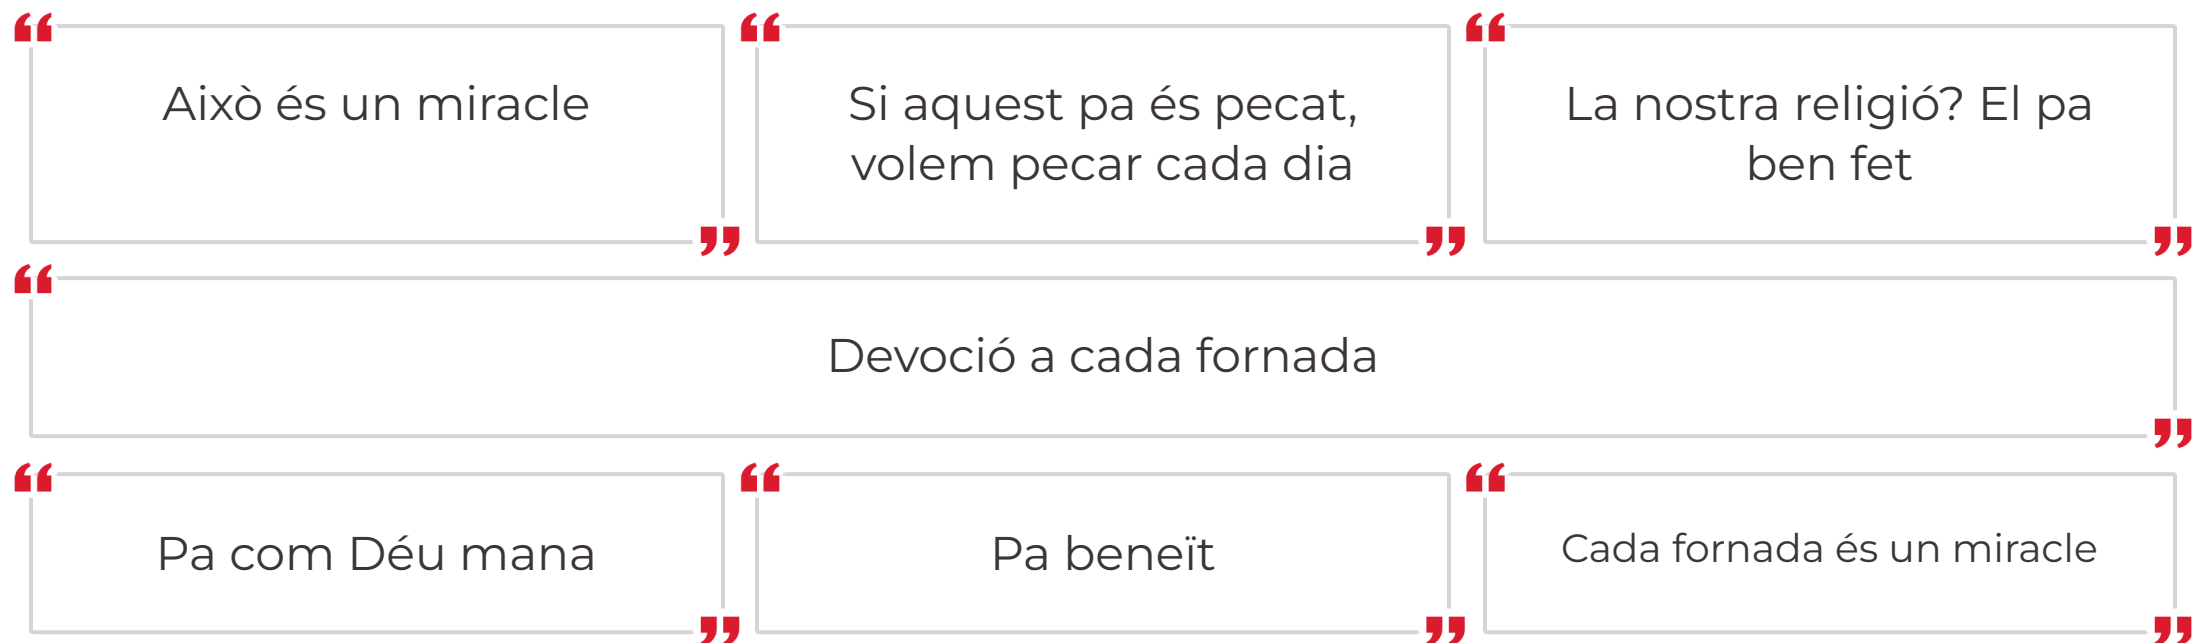 Això és un miracle
Si aquest pa és pecat,
volem pecar cada dia
La nostra religió? El pa
ben fet
Devoció a cada fornada
Pa com Déu mana
Pa beneït
Cada fornada és un miracle